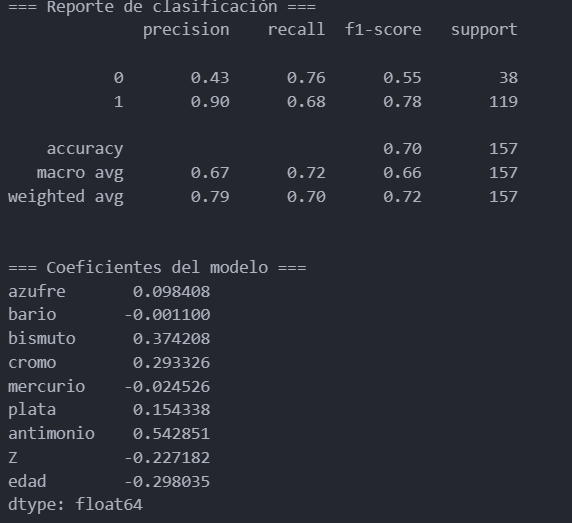 === Reporte de clasificación ===
precision recall f1-score support
0 0.43 0.76 0.55 38
1 0.90 0.68 0.78 119
accuracy 0.70 157
macro avg 0.67 0.72 0.66 157
weighted avg 0.79 0.70 0.72 157
=== Coeficientes del modelo ===
azufre 0.098408
bario -0.001100
bismuto 0.374208
cromo 0.293326
mercurio -0.024526
plata 0.154338
antimonio 0.542851
Z -0.227182
edad -0.298035
dtype: float64